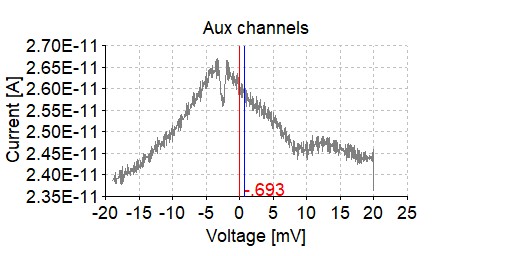 Aux channels
2.70E-11
2.65E-11
2.60E-11
2.55E-11
2.50E-11
2.45E-11
2.40E-11
2.35E-11
Current [A]
-.693
-20 -15 -10 -5 0 5 10 15 20 25
Voltage [mV]